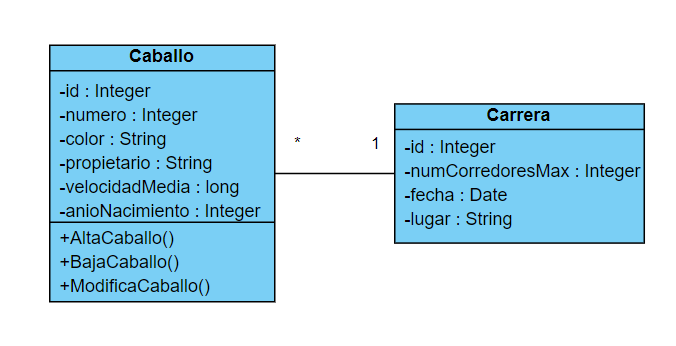 Caballo
-id : Integer
-numero : Integer
-color : String
-propietario : String
-velocidadMedia : long
-anioNacimiento : Integer
+AltaCaballo()
+BajaCaballo()
+ModificaCaballo()
*
1
Carrera
-id : Integer
-numCorredoresMax : Integer
-fecha : Date
-lugar : String